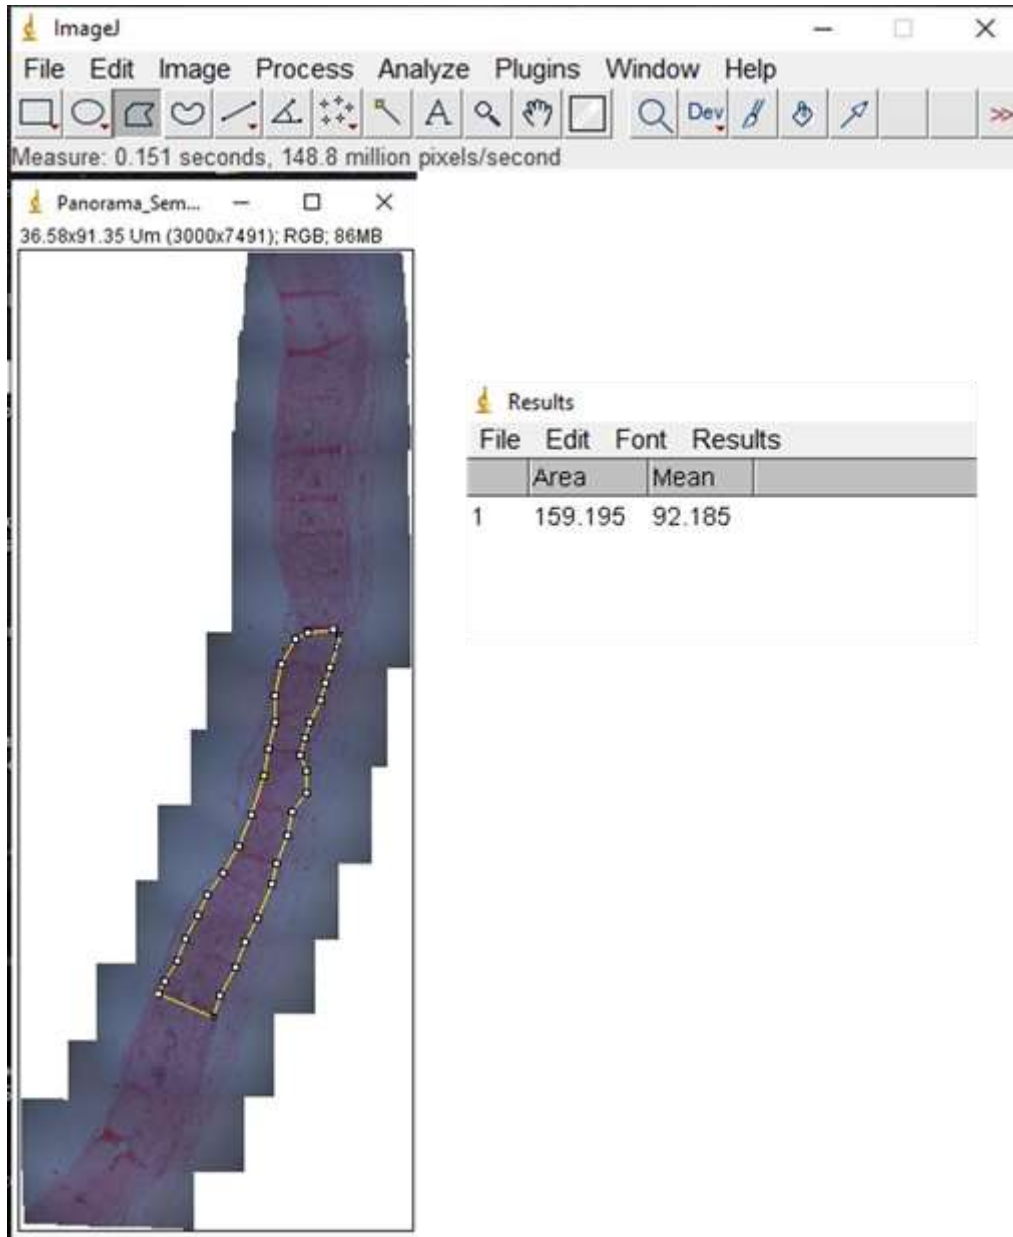 ImageJ
File Edit Image Process Analyze Plugins Window Help
A Dev >>
Measure: 0.151 seconds, 148.8 million pixels/second
Panorama_Sem...
36.58x91.35 Um (3000x7491); RGB; 86MB
Results
File Edit Font Results
Area Mean
1 159.195 92.185